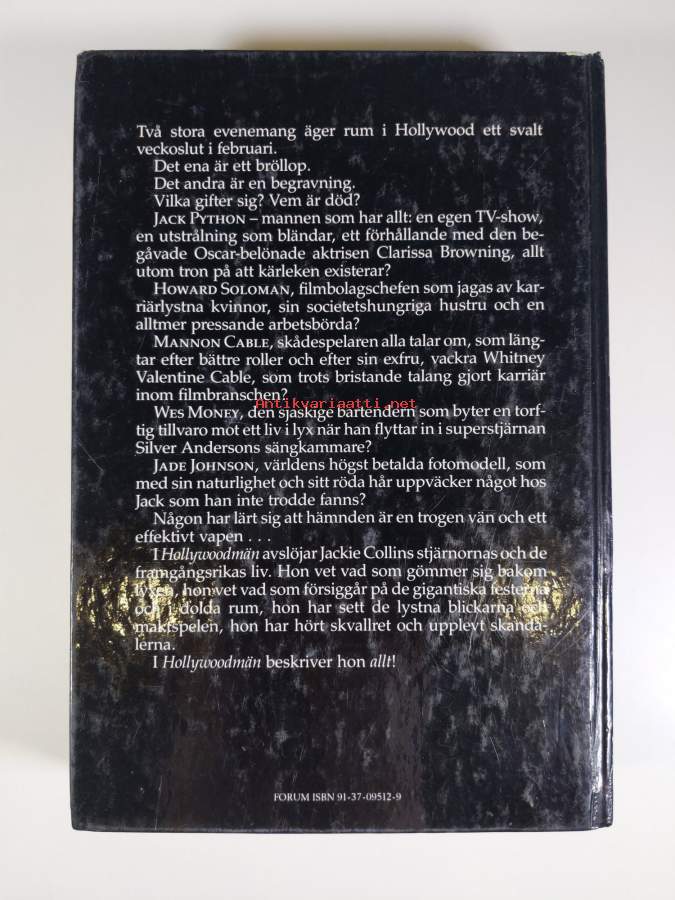 Två stora evenemang äger rum i Hollywood ett svalt
veckoslut i februari.
Det ena är ett bröllop.
Det andra är en begravning.
Vilka gifter sig? Vem är död?
JACK PYTHON – mannen som har allt: en egen TV-show,
en utstrålning som bländar, ett förhållande med den be-
gåvade Oscar-belönade aktrisen Clarissa Browning, allt
utom tron på att kärleken existerar?
HOWARD SOLOMAN, filmbolagschefen som jagas av kar-
riärlystna kvinnor, sin societetshungriga hustru och en
alltmer pressande arbetsbörda?
MANNON CABLE, skådespelaren alla talar om, som läng-
tar efter bättre roller och efter sin exfru, vackra Whitney
Valentine Cable, som trots bristande talang gjort karriär
inom filmbranschen?
Antikvariaatti.net
WES MONEY, den sjaskige bartendern som byter en torf-
tig tillvaro mot ett liv i lyx när han flyttar in i superstjärnan
Silver Andersons sängkammare?
JADE JOHNSON, världens högst betalda fotomodell, som
med sin naturlighet och sitt röda hår uppväcker något hos
Jack som han inte trodde fanns?
Någon har lärt sig att hämnden är en trogen vän och ett
effektivt vapen . . .
I Hollywoodmän avslöjar Jackie Collins stjärnornas och de
framgångsrikas liv. Hon vet vad som gömmer sig bakom
lyxen, hon vet vad som försiggår på de gigantiska festerna
och i dolda rum, hon har sett de lystna blickarna och
maktspelen, hon har hört skvallret och upplevt skanda-
lerna.
I Hollywoodmän beskriver hon allt!
FORUM ISBN 91-37-09512-9